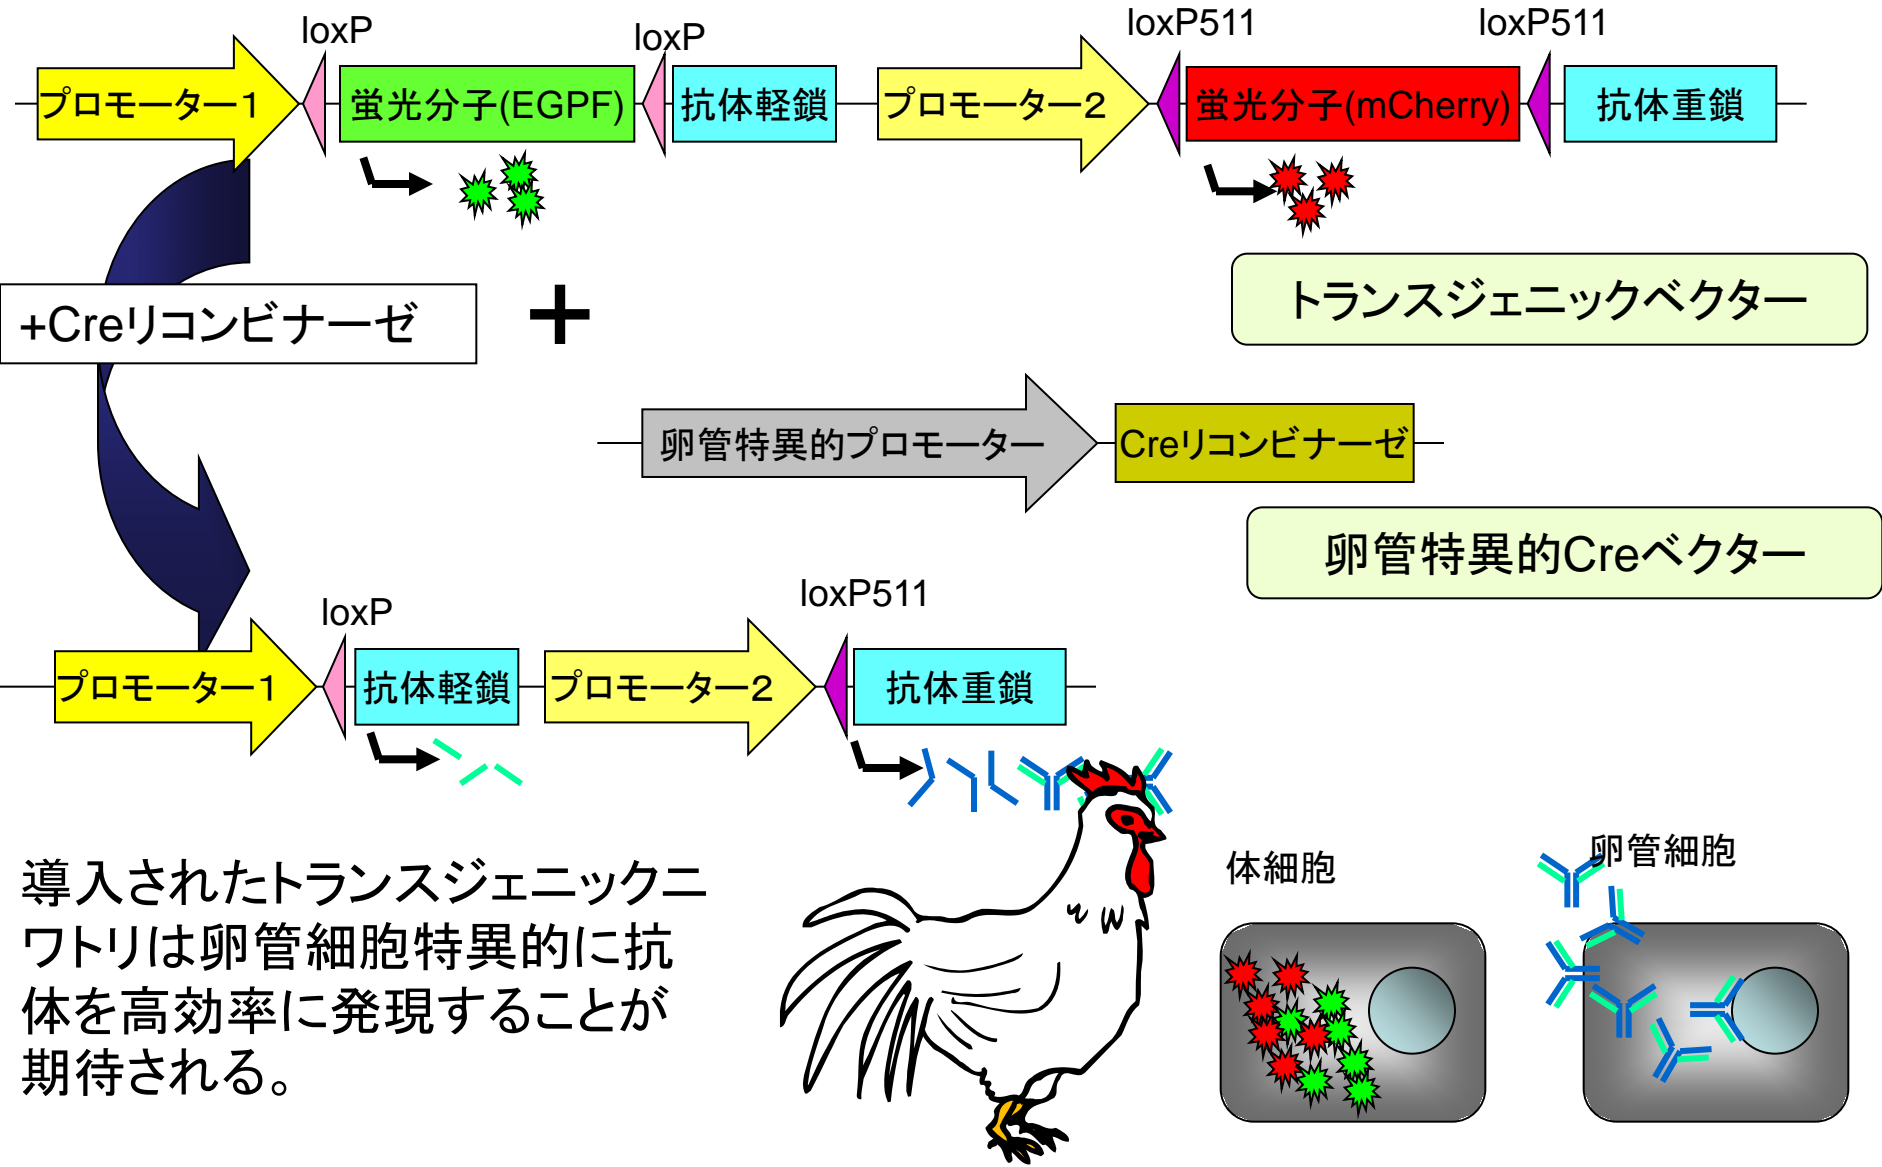 loxP
loxP
loxP511
loxP511
プロモーター1
蛍光分子(EGPF)
抗体軽鎖
プロモーター2
蛍光分子(mCherry)
抗体重鎖
+Creリコンビナーゼ
+
トランスジェニックベクター
卵管特異的プロモーター
Creリコンビナーゼ
卵管特異的Creベクター
loxP
loxP511
プロモーター1
抗体軽鎖
プロモーター2
抗体重鎖
導入されたトランスジェニックニ
ワトリは卵管細胞特異的に抗
体を高効率に発現することが
期待される。
体細胞
卵管細胞